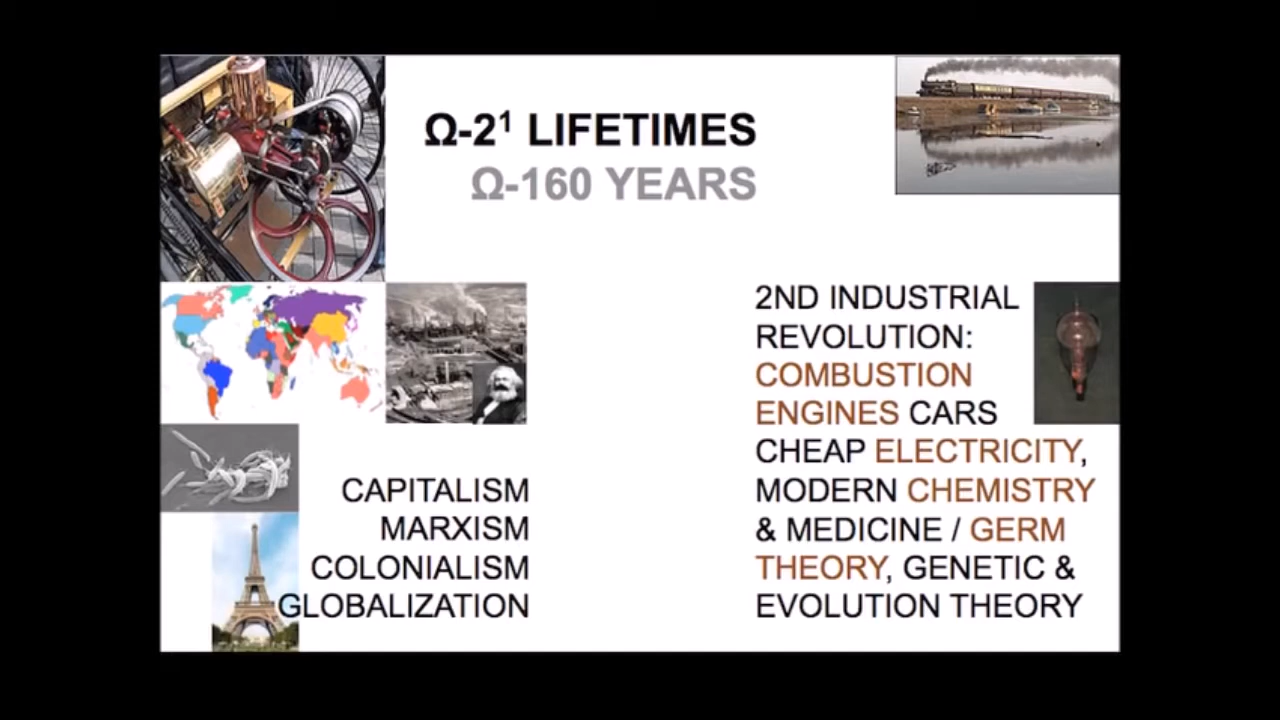 Ω-2¹ LIFETIMES
Ω-160 YEARS
CAPITALISM
MARXISM
COLONIALISM
GLOBALIZATION
2ND INDUSTRIAL
REVOLUTION:
COMBUSTION
ENGINES CARS
CHEAP ELECTRICITY,
MODERN CHEMISTRY
& MEDICINE / GERM
THEORY, GENETIC &
EVOLUTION THEORY